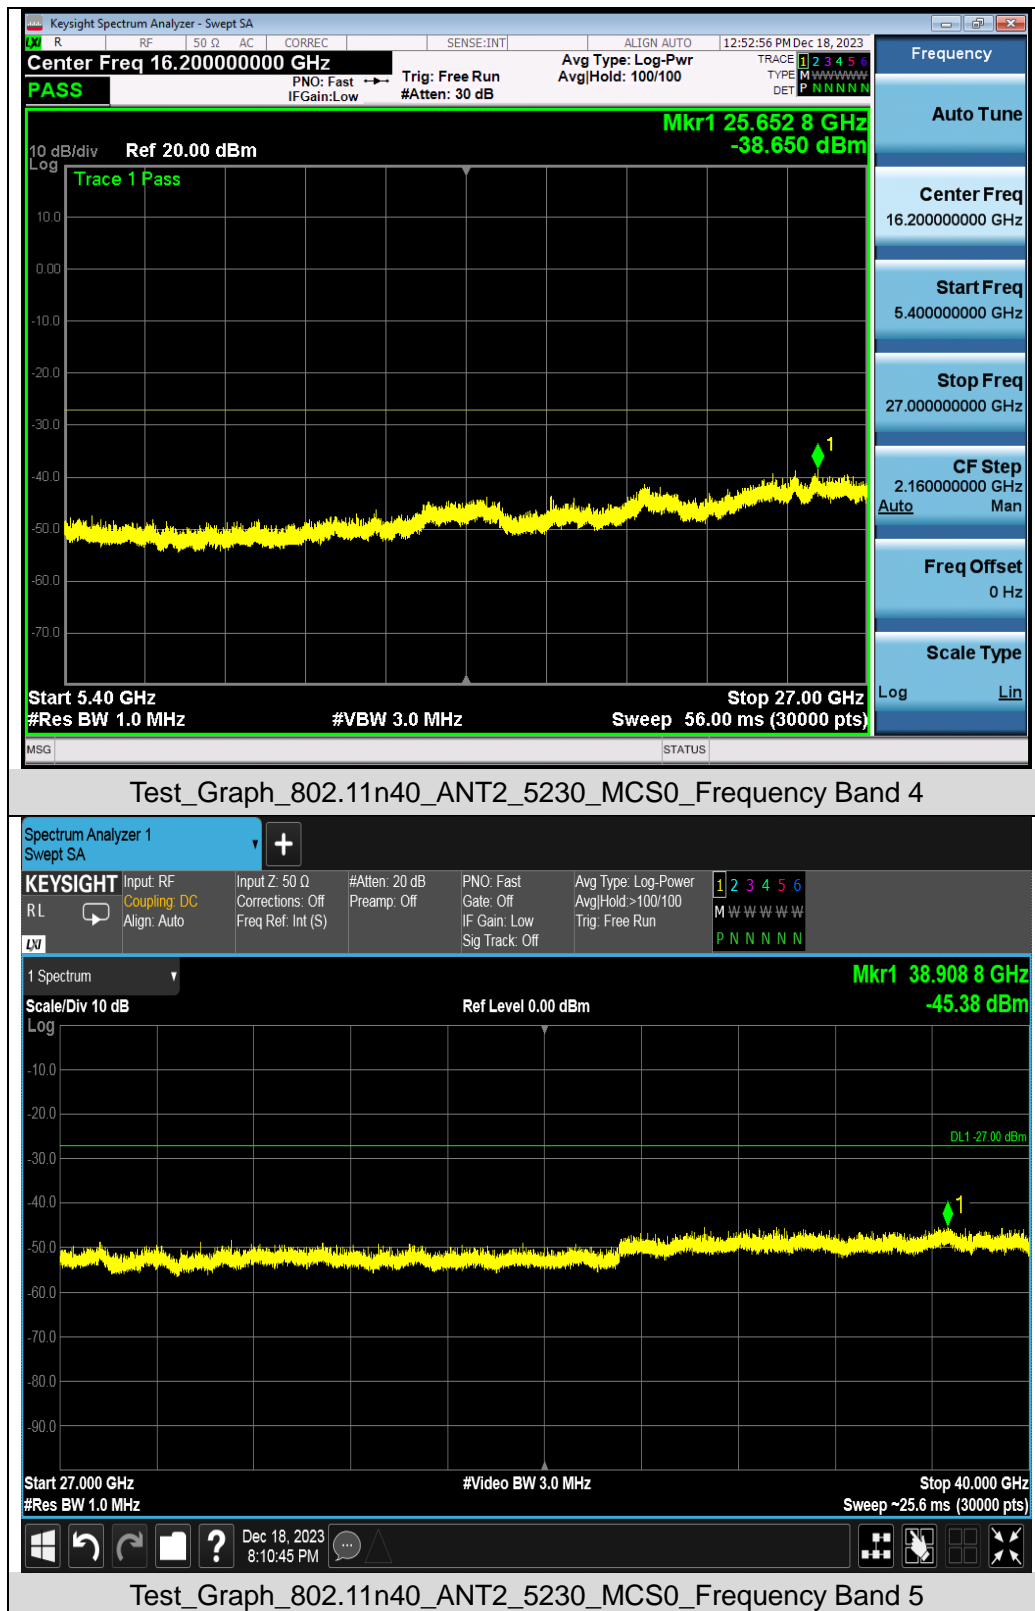 Keysight Spectrum Analyzer - Swept SA
LXI R RF 50 Ω AC CORREC SENSE:INT ALIGN AUTO 12:52:56 PM Dec 18, 2023
Center Freq 16.200000000 GHz
PNO: Fast
IFGain:Low
Trig: Free Run
#Atten: 30 dB
Avg Type: Log-Pwr
Avg|Hold: 100/100
TRACE 1 2 3 4 5 6
TYPE M W W W W W
DET P N N N N N
PASS
Mkr1 25.652 8 GHz
-38.650 dBm
10 dB/div Ref 20.00 dBm
Log
Trace 1 Pass
10.0
0.00
-10.0
-20.0
-30.0
1
-40.0
-50.0
-60.0
-70.0
Start 5.40 GHz Stop 27.00 GHz
#Res BW 1.0 MHz #VBW 3.0 MHz Sweep 56.00 ms (30000 pts)
MSG STATUS
Frequency
Auto Tune
Center Freq
16.200000000 GHz
Start Freq
5.400000000 GHz
Stop Freq
27.000000000 GHz
CF Step
2.160000000 GHz
Auto Man
Freq Offset
0 Hz
Scale Type
Log Lin
Test_Graph_802.11n40_ANT2_5230_MCS0_Frequency Band 4
Spectrum Analyzer 1
Swept SA
+
KEYSIGHT
R L
LXI
Input: RF
Coupling: DC
Align: Auto
Input Z: 50 Ω
Corrections: Off
Freq Ref: Int (S)
#Atten: 20 dB
Preamp: Off
PNO: Fast
Gate: Off
IF Gain: Low
Sig Track: Off
Avg Type: Log-Power
Avg|Hold:>100/100
Trig: Free Run
1 2 3 4 5 6
M W W W W W
P N N N N N
1 Spectrum
Mkr1 38.908 8 GHz
Scale/Div 10 dB Ref Level 0.00 dBm -45.38 dBm
Log
-10.0
-20.0
DL1 -27.00 dBm
-30.0
-40.0
1
-50.0
-60.0
-70.0
-80.0
-90.0
Start 27.000 GHz #Video BW 3.0 MHz Stop 40.000 GHz
#Res BW 1.0 MHz Sweep ~25.6 ms (30000 pts)
?
Dec 18, 2023
8:10:45 PM
Test_Graph_802.11n40_ANT2_5230_MCS0_Frequency Band 5